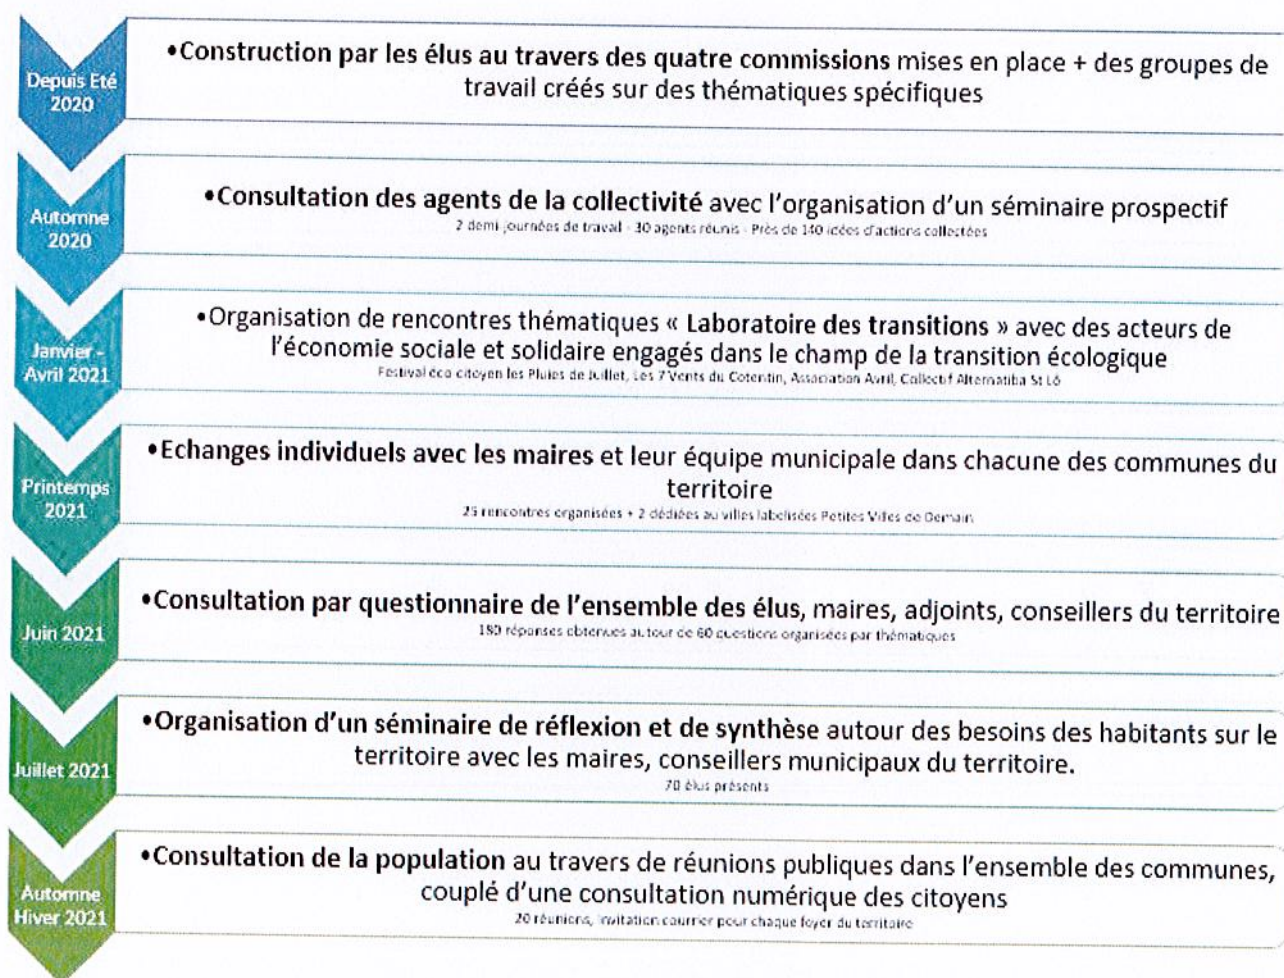 Depuis Eté
2020
•Construction par les élus au travers des quatre commissions mises en place + des groupes de
travail créés sur des thématiques spécifiques
Automne
2020
•Consultation des agents de la collectivité avec l'organisation d'un séminaire prospectif
2 demi journées de travail - 30 agents réunis - Près de 140 idées d'actions collectées
Janvier -
Avril 2021
•Organisation de rencontres thématiques « Laboratoire des transitions » avec des acteurs de
l'économie sociale et solidaire engagés dans le champ de la transition écologique
Festival éco citoyen les Pluies de Juillet, Les 7 Vents du Cotentin, Association Avril, Collectif Alternatiba St Lô
Printemps
2021
•Echanges individuels avec les maires et leur équipe municipale dans chacune des communes du
territoire
25 rencontres organisées + 2 dédiées au villes labelisées Petites Villes de Demain
Juin 2021
•Consultation par questionnaire de l'ensemble des élus, maires, adjoints, conseillers du territoire
180 réponses obtenues autour de 60 questions organisées par thématiques
Juillet 2021
•Organisation d'un séminaire de réflexion et de synthèse autour des besoins des habitants sur le
territoire avec les maires, conseillers municipaux du territoire.
70 élus présents
Automne
Hiver 2021
•Consultation de la population au travers de réunions publiques dans l'ensemble des communes,
couplé d'une consultation numérique des citoyens
20 réunions, invitation courrier pour chaque foyer du territoire